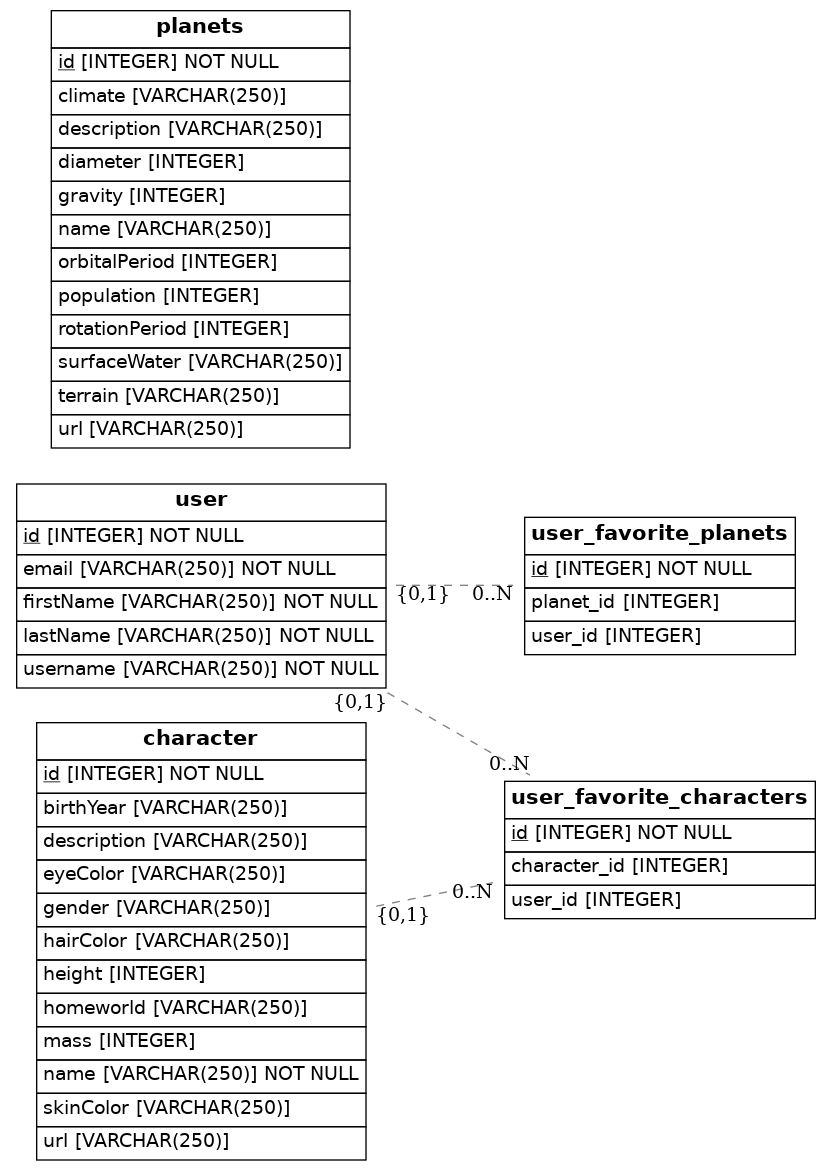 planets
id [INTEGER] NOT NULL
climate [VARCHAR(250)]
description [VARCHAR(250)]
diameter [INTEGER]
gravity [INTEGER]
name [VARCHAR(250)]
orbitalPeriod [INTEGER]
population [INTEGER]
rotationPeriod [INTEGER]
surfaceWater [VARCHAR(250)]
terrain [VARCHAR(250)]
url [VARCHAR(250)]
user
id [INTEGER] NOT NULL
email [VARCHAR(250)] NOT NULL
firstName [VARCHAR(250)] NOT NULL
lastName [VARCHAR(250)] NOT NULL
username [VARCHAR(250)] NOT NULL
{0,1} 0..N
user_favorite_planets
id [INTEGER] NOT NULL
planet_id [INTEGER]
user_id [INTEGER]
{0,1}
0..N
character
id [INTEGER] NOT NULL
birthYear [VARCHAR(250)]
description [VARCHAR(250)]
eyeColor [VARCHAR(250)]
gender [VARCHAR(250)]
hairColor [VARCHAR(250)]
height [INTEGER]
homeworld [VARCHAR(250)]
mass [INTEGER]
name [VARCHAR(250)] NOT NULL
skinColor [VARCHAR(250)]
url [VARCHAR(250)]
{0,1}
0..N
user_favorite_characters
id [INTEGER] NOT NULL
character_id [INTEGER]
user_id [INTEGER]